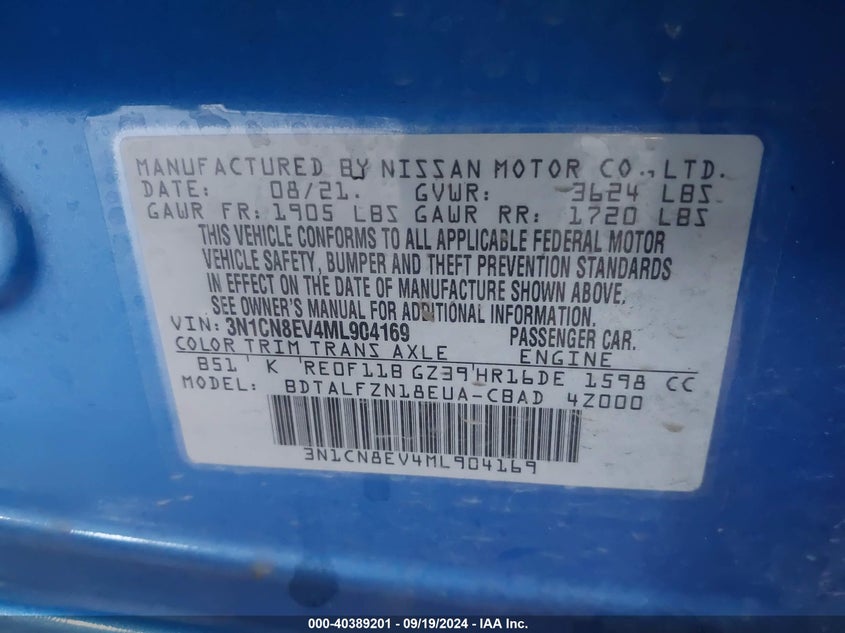 MANUFACTURED BY NISSAN MOTOR CO., LTD.
DATE: 08/21. GVWR: 3624 LBS
GAWR FR: 1905 LBS GAWR RR: 1720 LBS
THIS VEHICLE CONFORMS TO ALL APPLICABLE FEDERAL MOTOR
VEHICLE SAFETY, BUMPER AND THEFT PREVENTION STANDARDS
IN EFFECT ON THE DATE OF MANUFACTURE SHOWN ABOVE.
SEE OWNER'S MANUAL FOR ADDITIONAL INFORMATION.
VIN: 3N1CN8EV4ML904169 PASSENGER CAR.
COLOR TRIM TRANS AXLE ENGINE
B51 K RE0F11B GZ39 HR16DE 1598 CC
MODEL: BDTALFZN18EUA-CBAD 4Z000
3N1CN8EV4ML904169
000-40389201 - 09/19/2024 - IAA Inc.